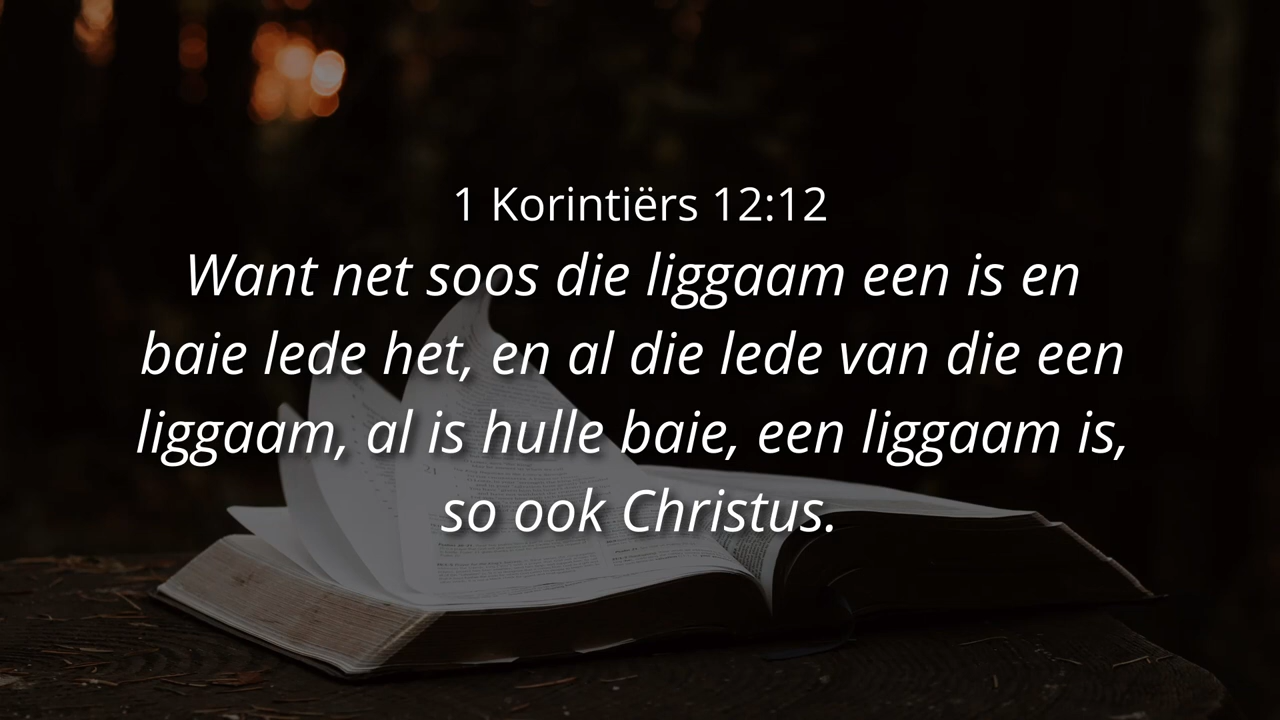 1 Korintiërs 12:12
Want net soos die liggaam een is en
baie lede het, en al die lede van die een
liggaam, al is hulle baie, een liggaam is,
so ook Christus.